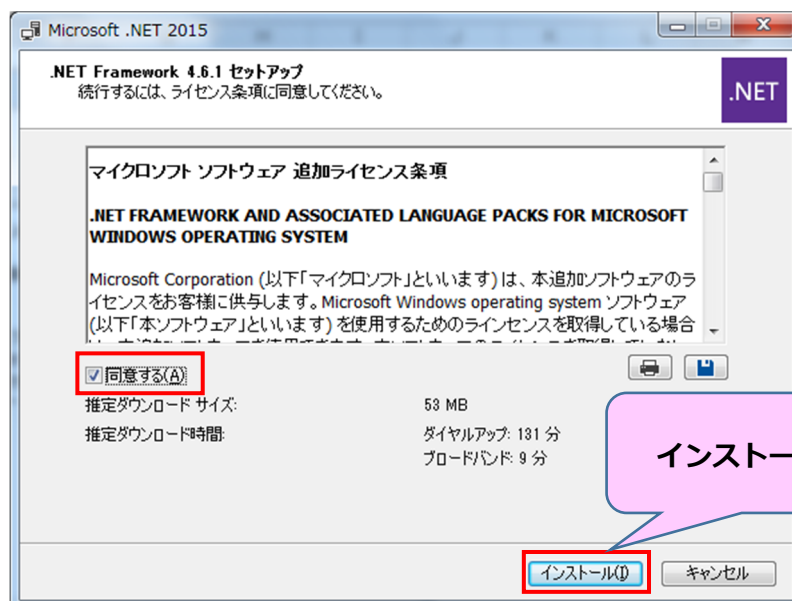 Microsoft .NET 2015
.NET Framework 4.6.1 セットアップ
続行するには、ライセンス条項に同意してください。
.NET
マイクロソフト ソフトウェア 追加ライセンス条項
.NET FRAMEWORK AND ASSOCIATED LANGUAGE PACKS FOR MICROSOFT
WINDOWS OPERATING SYSTEM
Microsoft Corporation (以下「マイクロソフト」といいます) は、本追加ソフトウェアのラ
イセンスをお客様に供与します。Microsoft Windows operating system ソフトウェア
(以下「本ソフトウェア」といいます) を使用するためのラインセンスを取得している場合
同意する(A)
推定ダウンロード サイズ: 53 MB
推定ダウンロード時間: ダイヤルアップ: 131 分
ブロードバンド: 9 分
インストー
インストール(I)
キャンセル